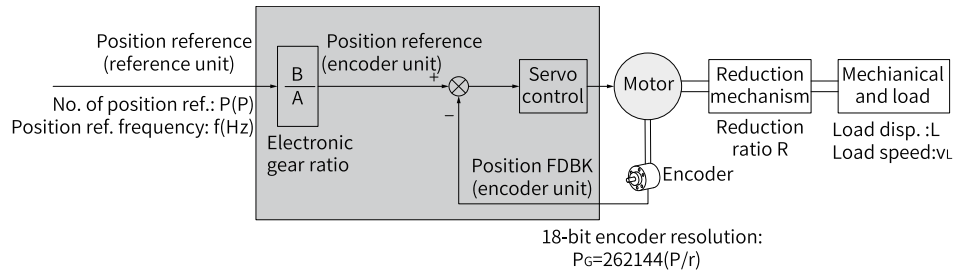 Position reference
(reference unit)
No. of position ref.: P(P)
Position ref. frequency: f(Hz)
B
A
Electronic
gear ratio
Position reference
(encoder unit)
+
−
Servo
control
Position FDBK
(encoder unit)
Motor
Encoder
18-bit encoder resolution:
PG=262144(P/r)
Reduction
mechanism
Reduction
ratio R
Mechianical
and load
Load disp. :L
Load speed:vL